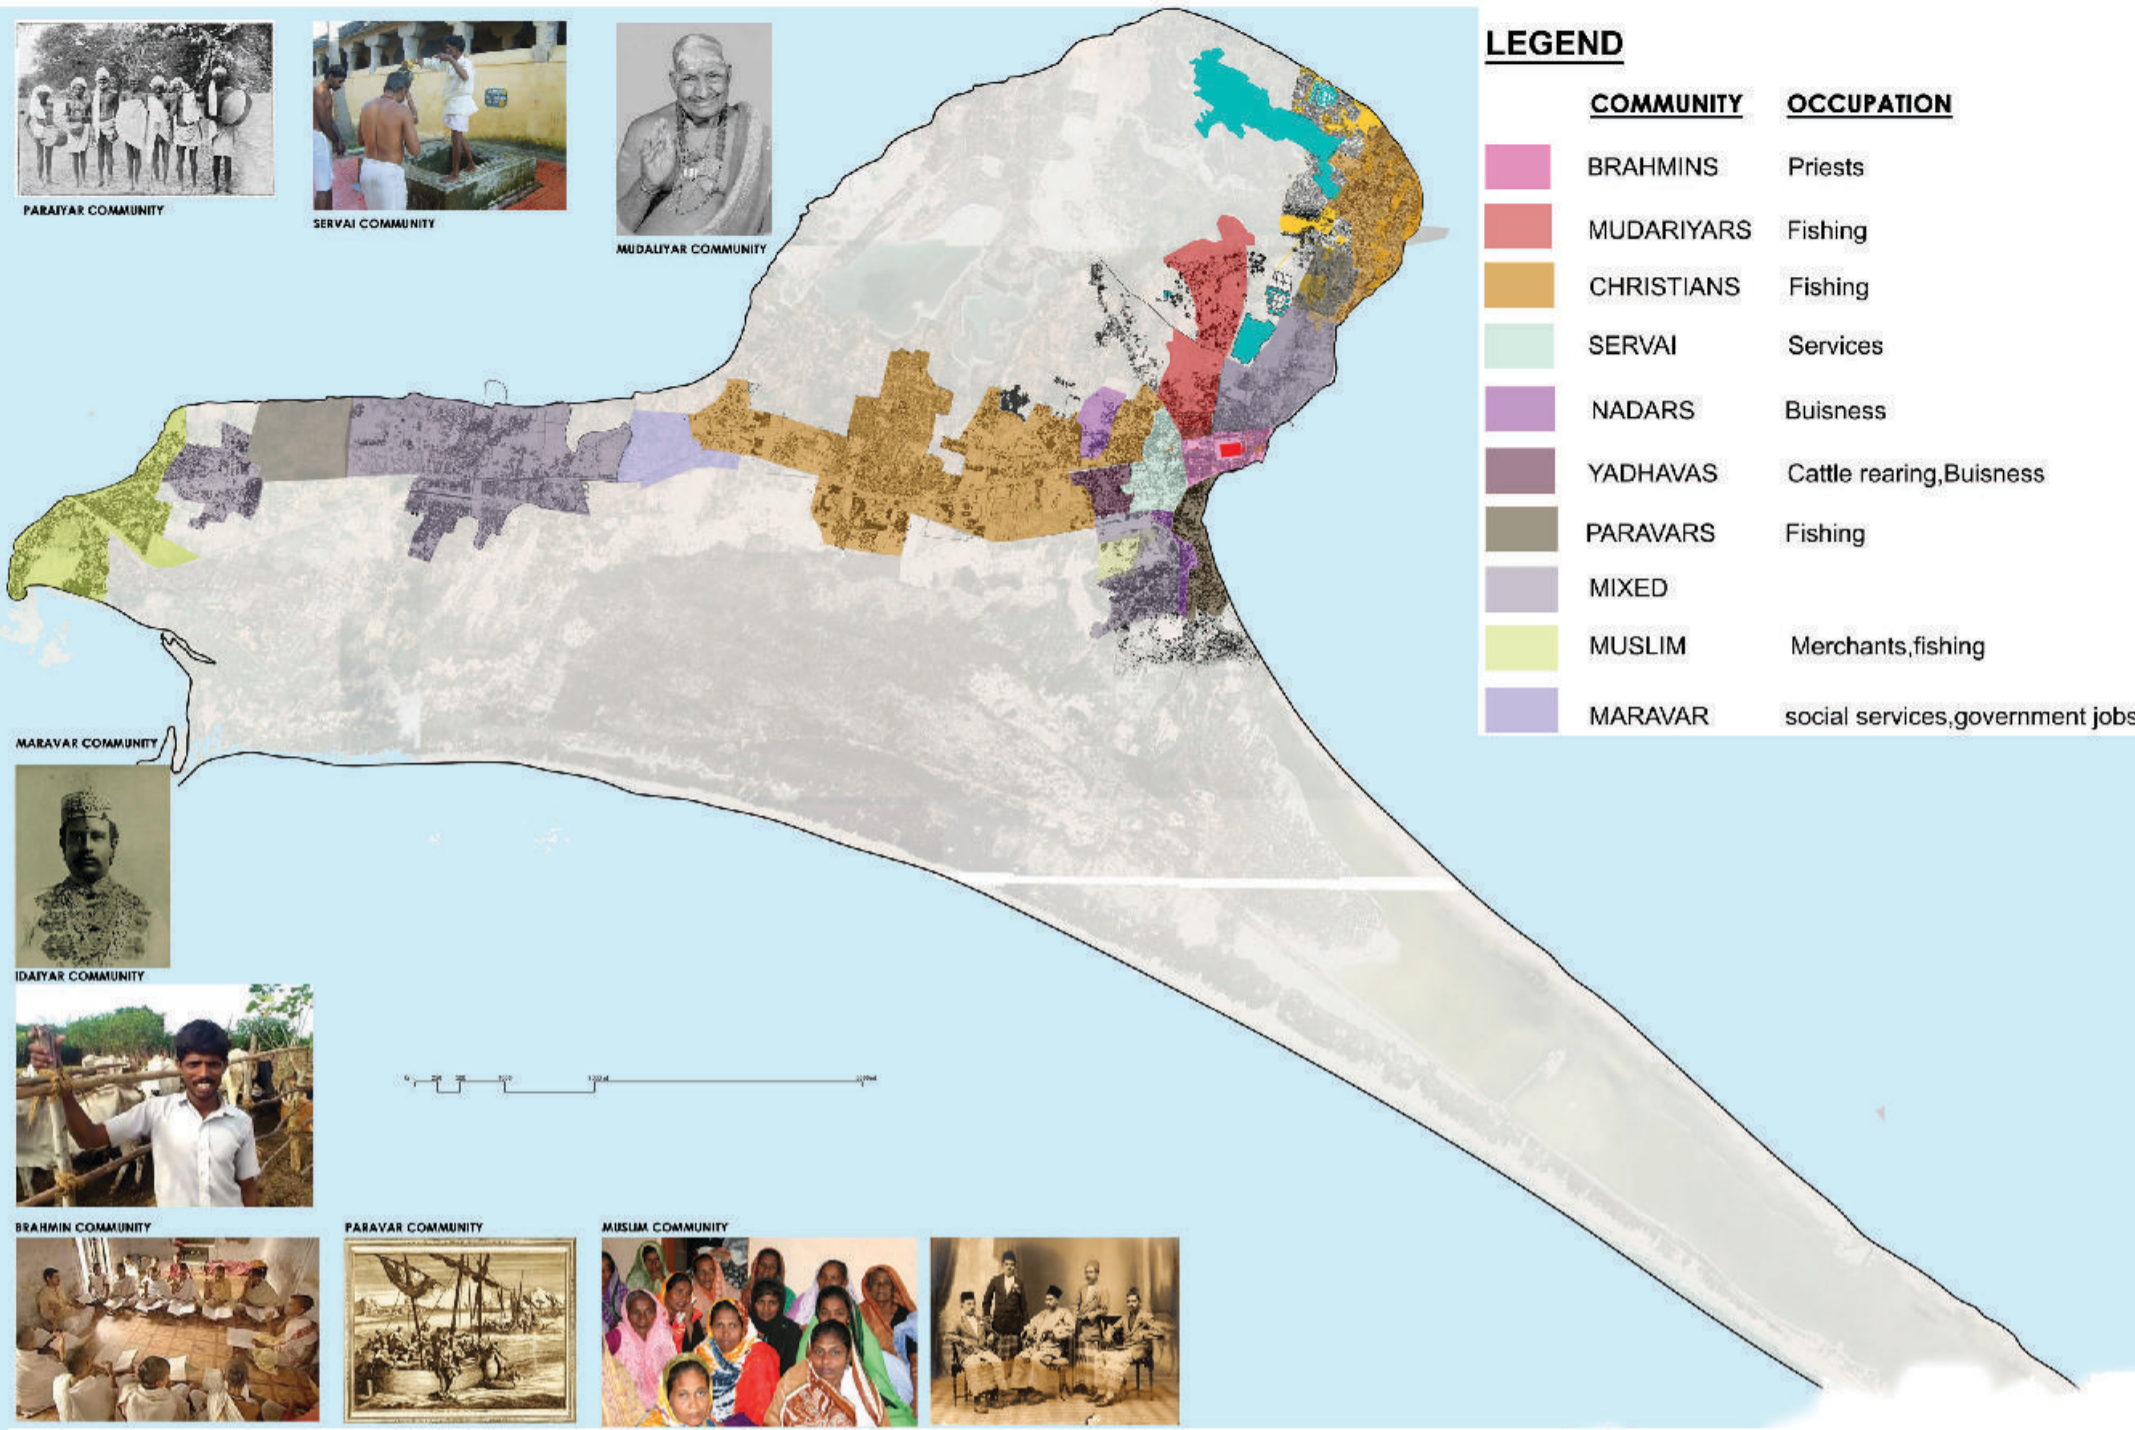 PARAIYAR COMMUNITY
SERVAI COMMUNITY
MUDALIYAR COMMUNITY
LEGEND
COMMUNITY OCCUPATION
BRAHMINS Priests
MUDARIYARS Fishing
CHRISTIANS Fishing
SERVAI Services
NADARS Buisness
YADHAVAS Cattle rearing,Buisness
PARAVARS Fishing
MIXED
MUSLIM Merchants,fishing
MARAVAR social services,government jobs
MARAVAR COMMUNITY
IDAIYAR COMMUNITY
BRAHMIN COMMUNITY
PARAVAR COMMUNITY
MUSLIM COMMUNITY